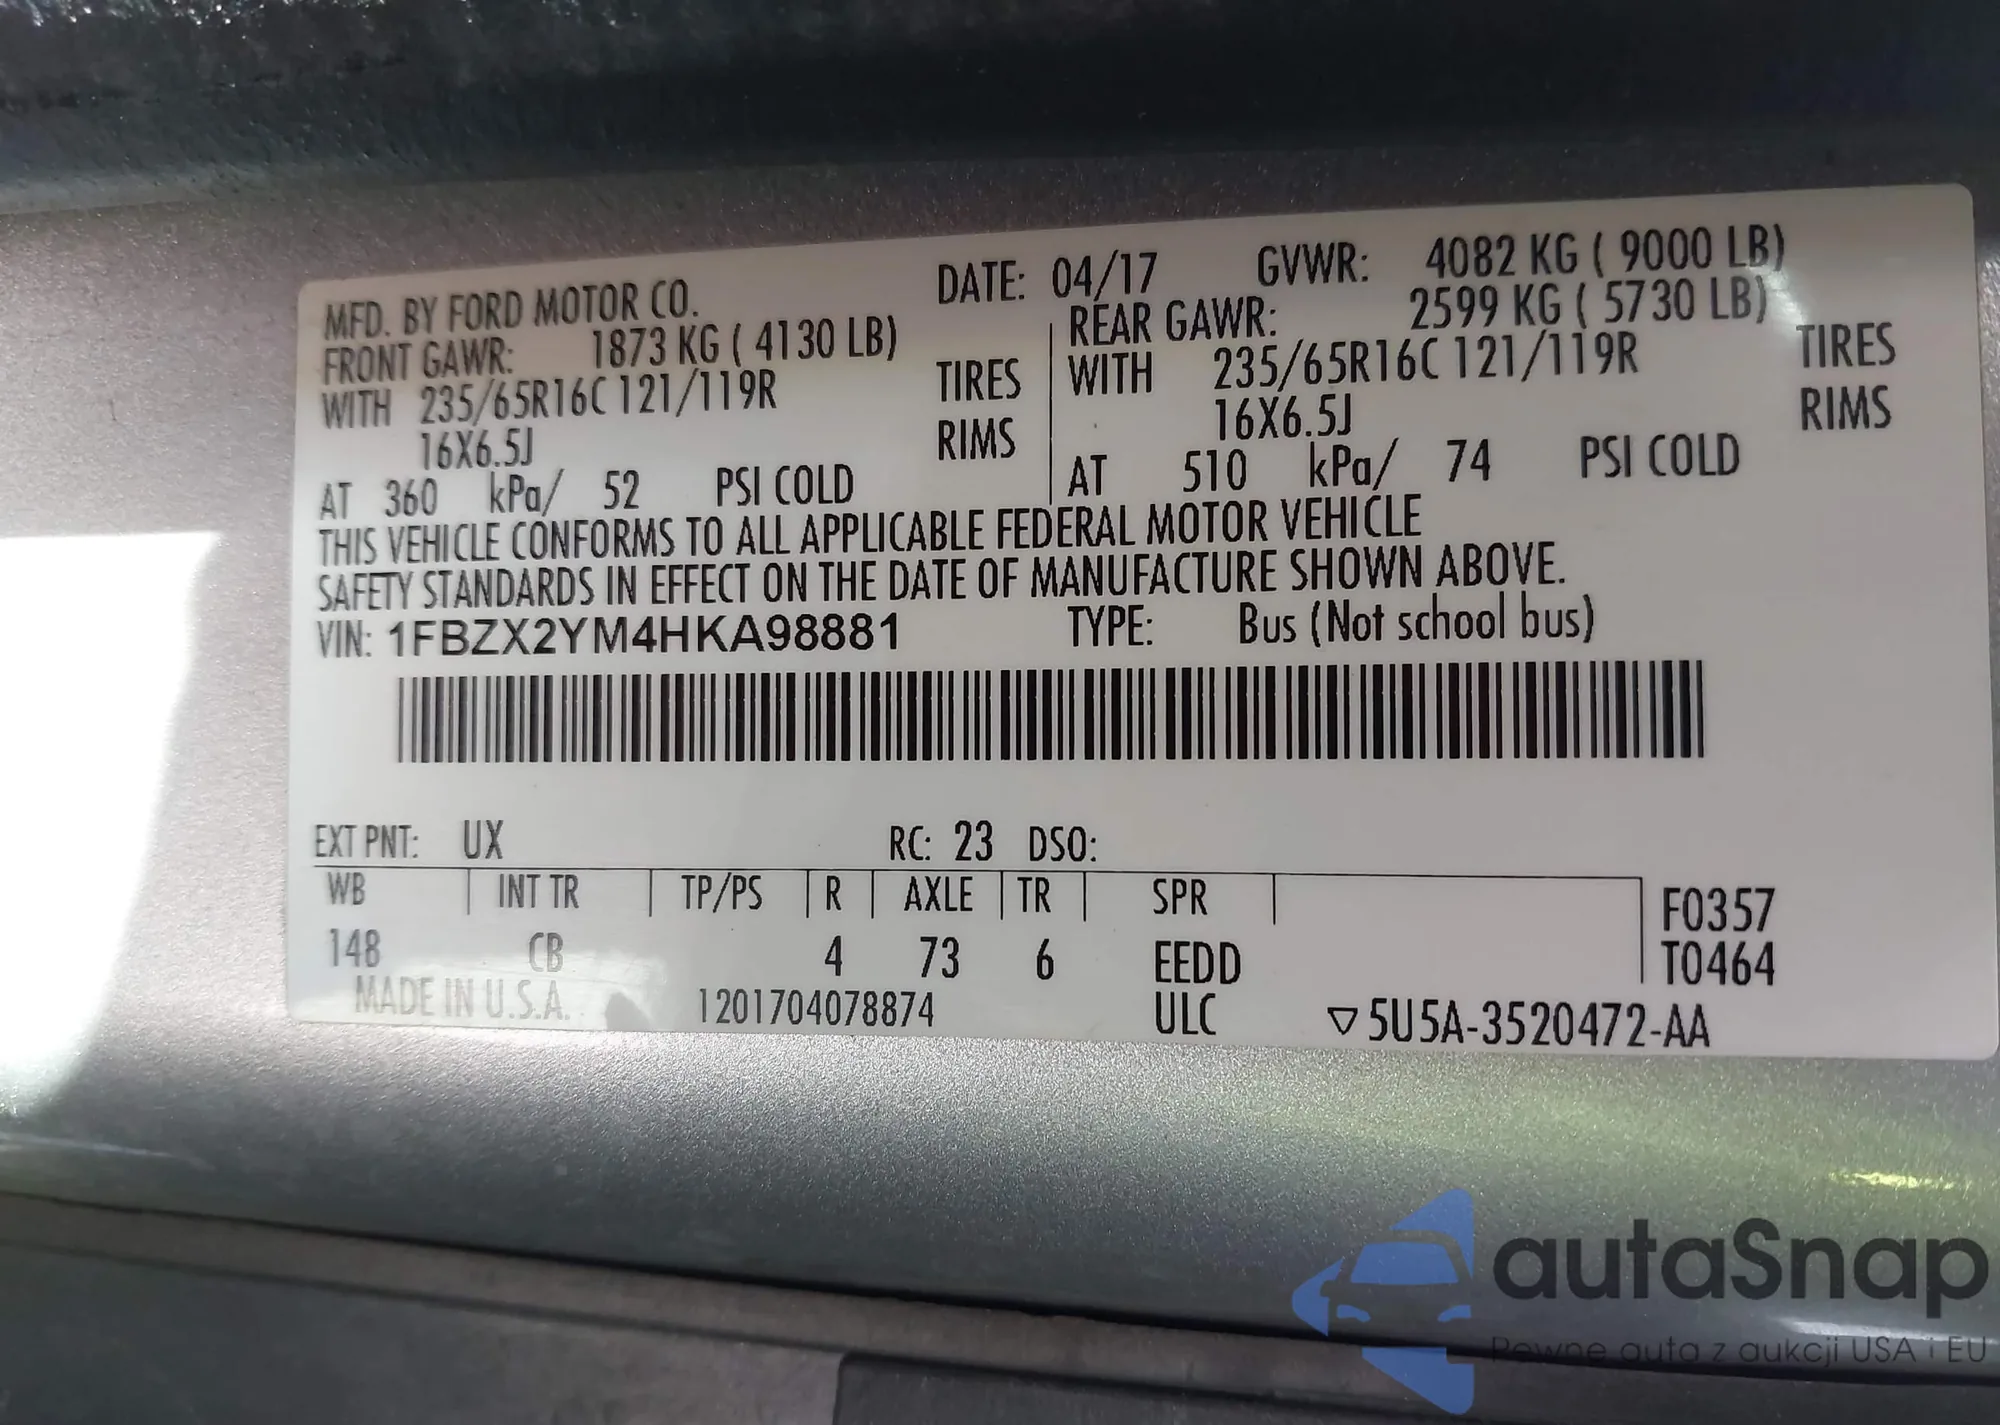 MFD. BY FORD MOTOR CO. DATE: 04/17 GVWR: 4082 KG ( 9000 LB)
FRONT GAWR: 1873 KG ( 4130 LB) REAR GAWR: 2599 KG ( 5730 LB)
WITH 235/65R16C 121/119R TIRES WITH 235/65R16C 121/119R TIRES
16X6.5J RIMS 16X6.5J RIMS
AT 360 kPa/ 52 PSI COLD AT 510 kPa/ 74 PSI COLD
THIS VEHICLE CONFORMS TO ALL APPLICABLE FEDERAL MOTOR VEHICLE
SAFETY STANDARDS IN EFFECT ON THE DATE OF MANUFACTURE SHOWN ABOVE.
VIN: 1FBZX2YM4HKA98881 TYPE: Bus (Not school bus)
EXT PNT: UX RC: 23 DSO:
WB INT TR TP/PS R AXLE TR SPR F0357
148 CB 4 73 6 EEDD T0464
MADE IN U.S.A. 1201704078874 ULC ▽5U5A-3520472-AA
autaSnap
Pewne auta z aukcji USA i EU